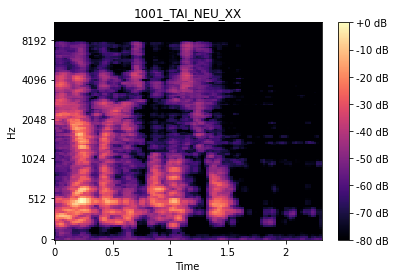 1001_TAI_NEU_XX
Hz
8192
4096
2048
1024
512
0
0
0.5
1
1.5
2
Time
+0 dB
-10 dB
-20 dB
-30 dB
-40 dB
-50 dB
-60 dB
-70 dB
-80 dB